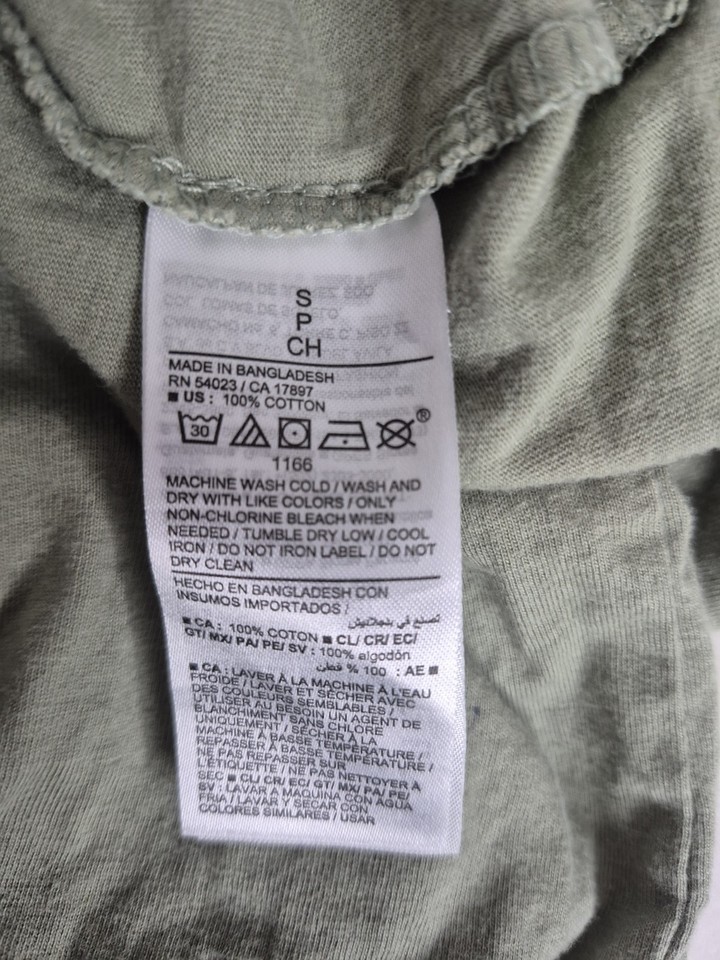 S
P
CH
MADE IN BANGLADESH
RN 54023 / CA 17897
■ US : 100% COTTON
30
®
1166
MACHINE WASH COLD / WASH AND
DRY WITH LIKE COLORS / ONLY
NON-CHLORINE BLEACH WHEN
NEEDED / TUMBLE DRY LOW / COOL
IRON / DO NOT IRON LABEL / DO NOT
DRY CLEAN
HECHO EN BANGLADESH CON
INSUMOS IMPORTADOS /
تصنع في بنجلاديش
■ CA : 100% COTON ■ CL/ CR/ EC/
GT/ MX/ PA/ PE/ SV : 100% algodón
■ AE : 100 % قطن
■ CA : LAVER À LA MACHINE À L'EAU
FROIDE / LAVER ET SÉCHER AVEC
DES COULEURS SEMBLABLES /
UTILISER AU BESOIN UN AGENT DE
BLANCHIMENT SANS CHLORE
UNIQUEMENT / SÉCHER À LA
MACHINE À BASSE TEMPÉRATURE /
REPASSER À BASSE TEMPÉRATURE /
NE PAS REPASSER SUR
L'ÉTIQUETTE / NE PAS NETTOYER À
SEC ■ CL/ CR/ EC/ GT/ MX/ PA/ PE/
SV : LAVAR A MAQUINA CON AGUA
FRIA / LAVAR Y SECAR CON
COLORES SIMILARES / USAR